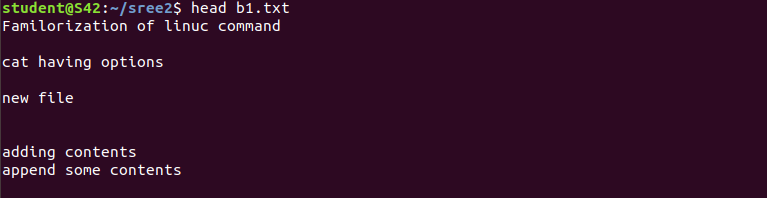 student@S42:~/sree2$ head b1.txt
Familorization of linuc command
cat having options
new file
adding contents
append some contents